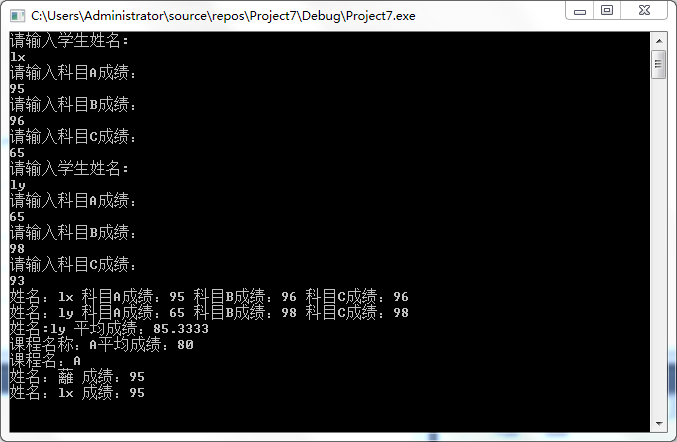 C:\Users\Administrator\source\repos\Project7\Debug\Project7.exe
请输入学生姓名:
lx
请输入科目A成绩:
95
请输入科目B成绩:
96
请输入科目C成绩:
65
请输入学生姓名:
ly
请输入科目A成绩:
65
请输入科目B成绩:
98
请输入科目C成绩:
93
姓名: lx 科目A成绩: 95 科目B成绩: 96 科目C成绩: 96
姓名: ly 科目A成绩: 65 科目B成绩: 98 科目C成绩: 98
姓名:ly 平均成绩: 85.3333
课程名称: A平均成绩: 80
课程名: A
姓名: 蘿 成绩: 95
姓名: lx 成绩: 95